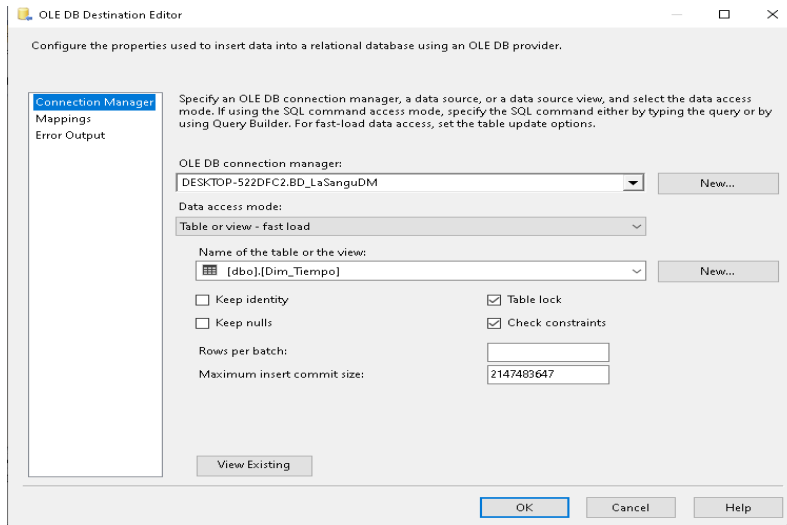 OLE DB Destination Editor
Configure the properties used to insert data into a relational database using an OLE DB provider.
Connection Manager
Mappings
Error Output
Specify an OLE DB connection manager, a data source, or a data source view, and select the data access
mode. If using the SQL command access mode, specify the SQL command either by typing the query or by
using Query Builder. For fast-load data access, set the table update options.
OLE DB connection manager:
DESKTOP-522DFC2.BD_LaSanguDM
New...
Data access mode:
Table or view - fast load
Name of the table or the view:
[dbo].[Dim_Tiempo]
New...
Keep identity
Table lock
Keep nulls
Check constraints
Rows per batch:
Maximum insert commit size:
2147483647
View Existing
OK
Cancel
Help